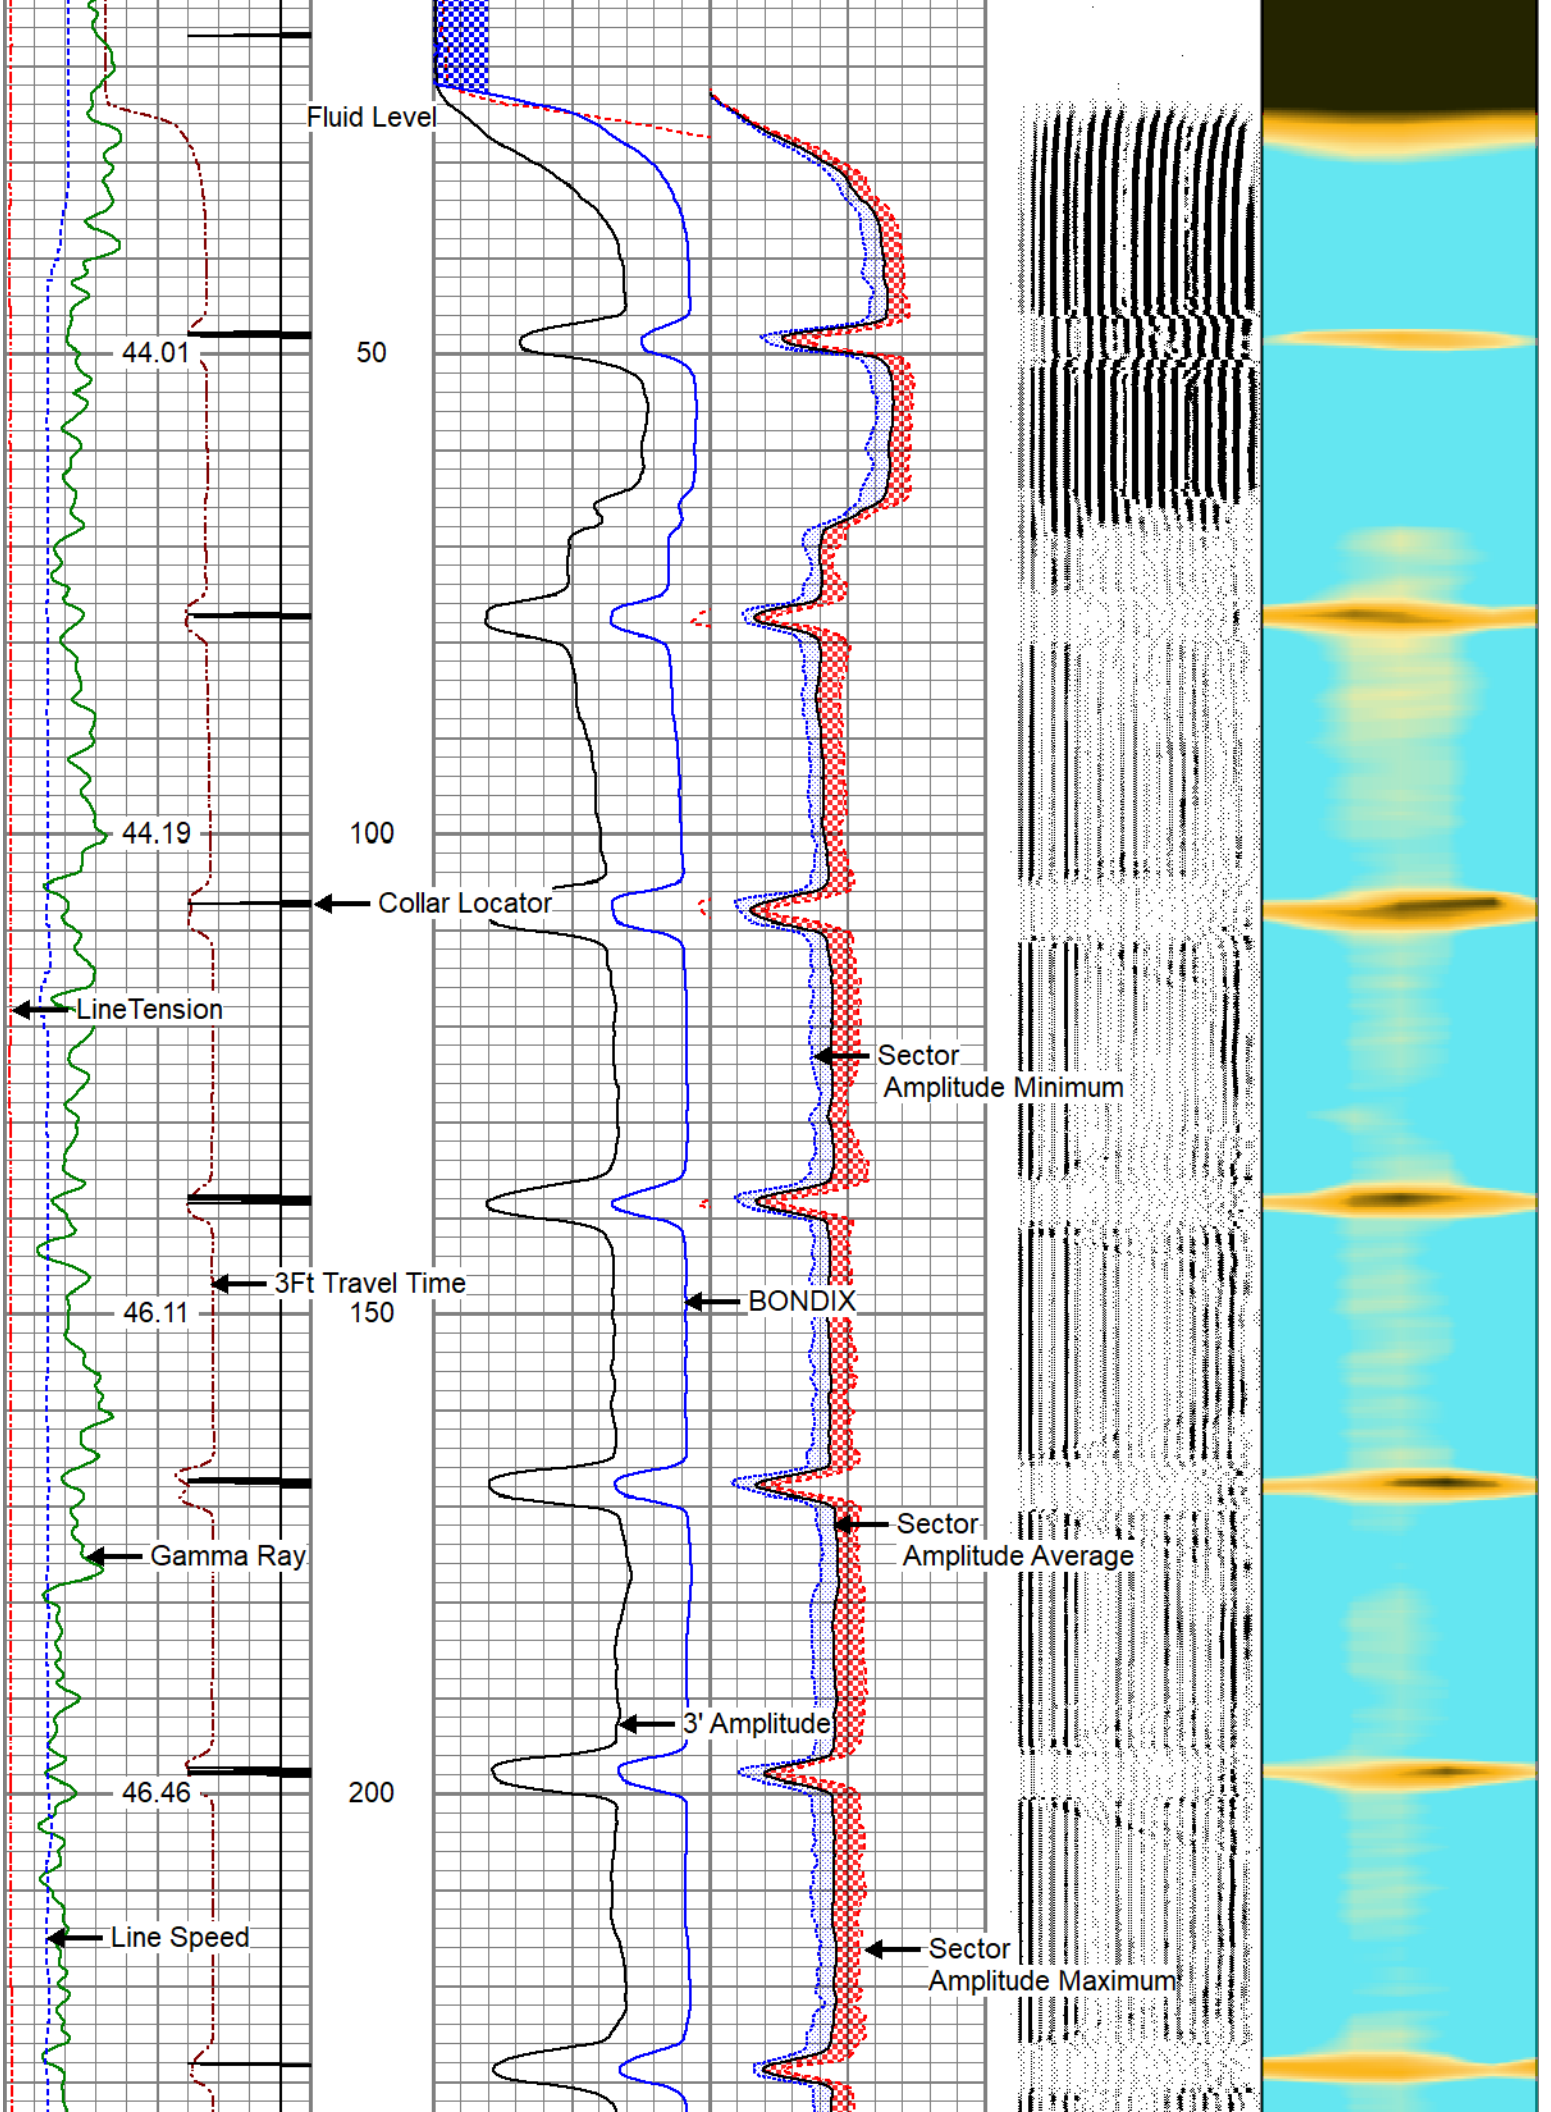 Fluid Level
44.01 50
44.19 100
Collar Locator
LineTension
Sector
Amplitude Minimum
3Ft Travel Time
BONDIX
46.11 150
Sector
Amplitude Average
Gamma Ray
3' Amplitude
46.46 200
Line Speed
Sector
Amplitude Maximum